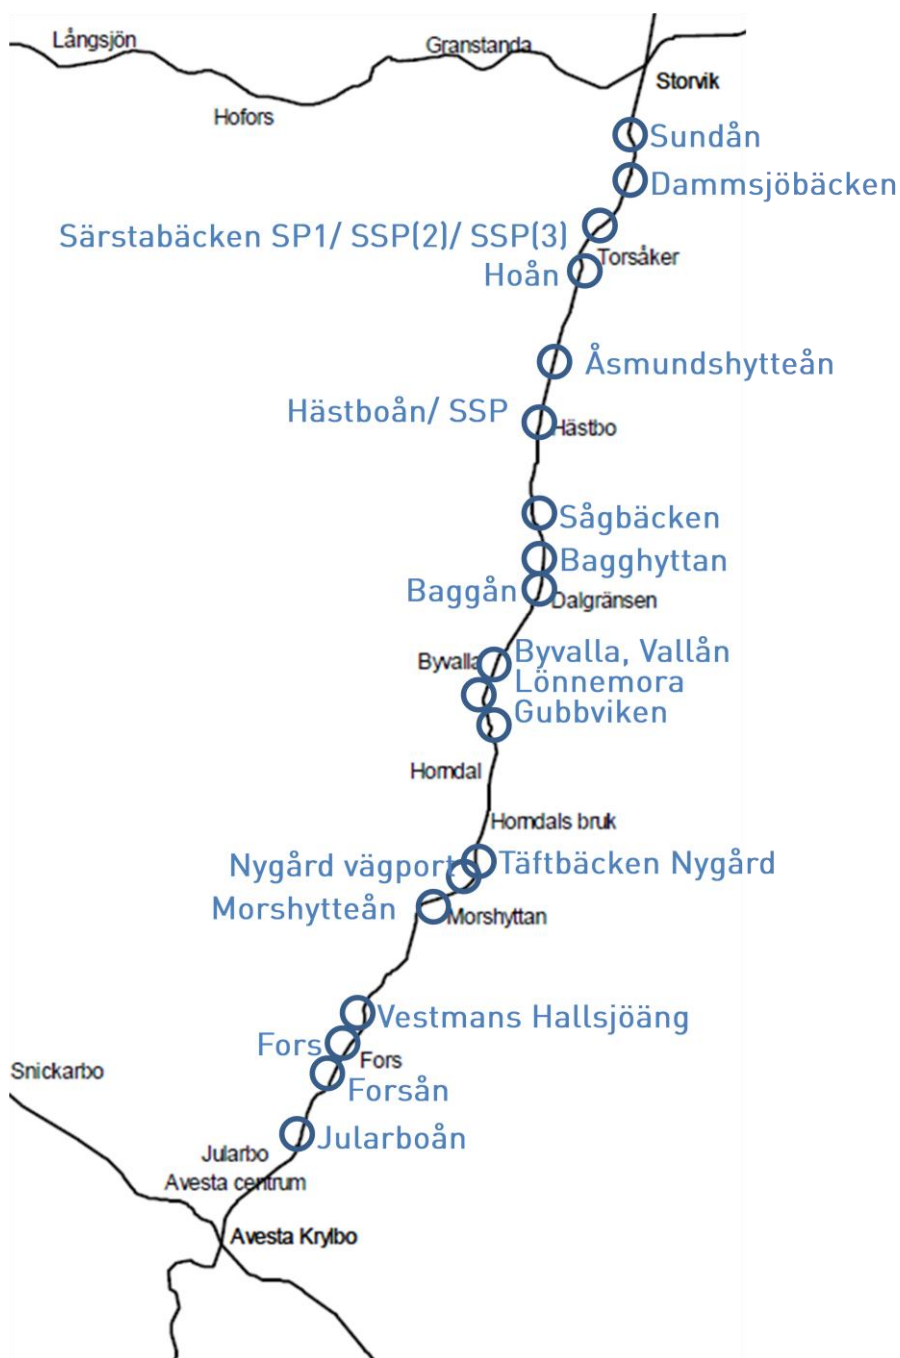 Långsjön
Granstanda
Hofors
Storvik
Sundån
Dammsjöbäcken
Särstabäcken SP1/ SSP(2)/ SSP(3)
Torsåker
Hoån
Åsmundshytteån
Hästboån/ SSP
Hästbo
Sågbäcken
Bagghyttan
Baggån
Dalgränsen
Byvalla, Vallån
Byvalla
Lönnemora
Gubbviken
Horndal
Horndals bruk
Nygård vägport
Täftbäcken Nygård
Morshytteån
Morshyttan
Vestmans Hallsjöäng
Fors
Fors
Snickarbo
Forsån
Jularboån
Jularbo
Avesta centrum
Avesta Krylbo